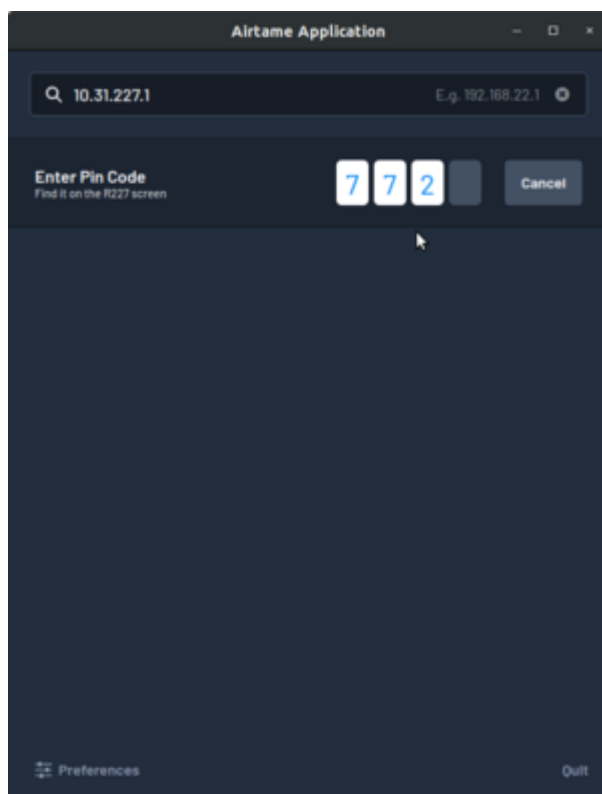 Airtame Application
10.31.227.1 E.g. 192.168.22.1
Enter Pin Code
Find it on the R227 screen
7 7 2
Cancel
Preferences
Quit